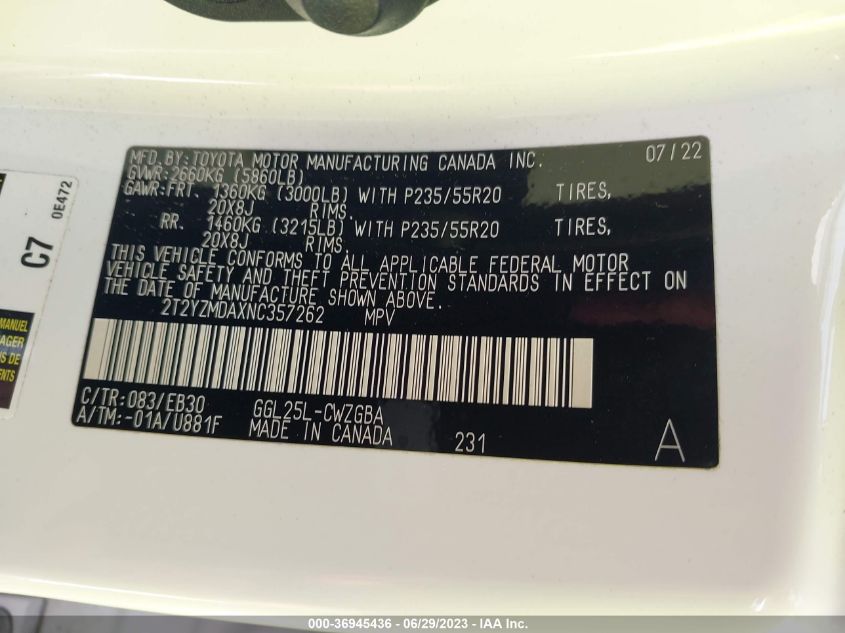 MFD. BY: TOYOTA MOTOR MANUFACTURING CANADA INC. 07/22
GVWR: 2660KG (5860LB)
GAWR: FRT 1360KG (3000LB) WITH P235/55R20 TIRES,
20X8J RIMS.
RR. 1460KG (3215LB) WITH P235/55R20 TIRES,
20X8J RIMS.
THIS VEHICLE CONFORMS TO ALL APPLICABLE FEDERAL MOTOR
VEHICLE SAFETY AND THEFT PREVENTION STANDARDS IN EFFECT ON
THE DATE OF MANUFACTURE SHOWN ABOVE.
2T2YZMDAXNC357262 MPV
C/TR: 083/EB30 GGL25L-CWZGBA
A/TM: -01A/U881F MADE IN CANADA 231 A
C7 0E472
MANUEL
AGER
S DE
ENTS
000-36945436 - 06/29/2023 - IAA Inc.